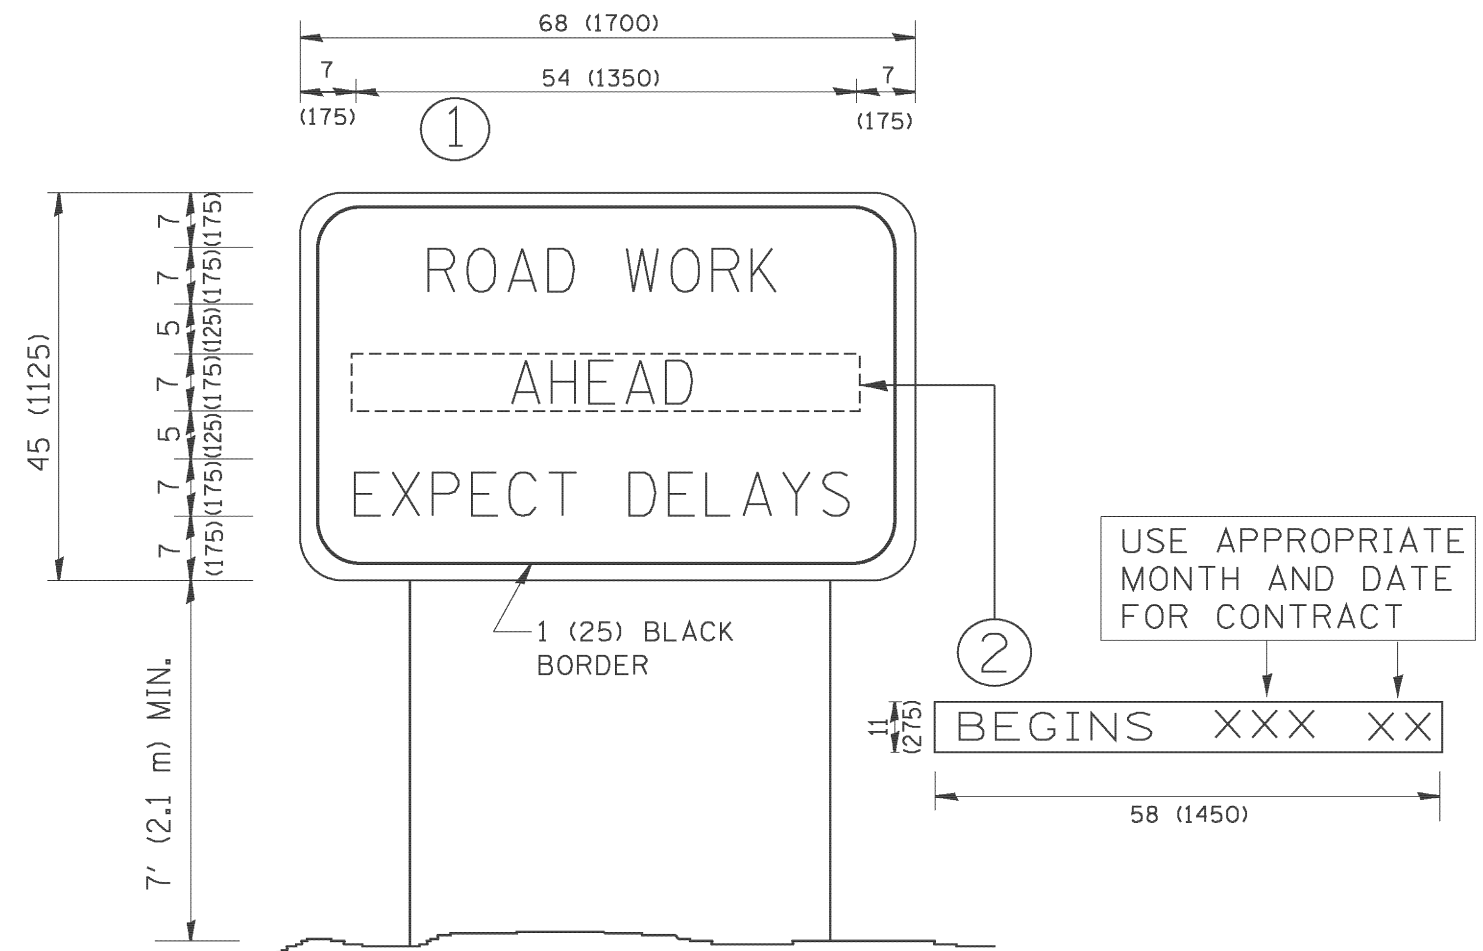 68 (1700)
7
54 (1350)
7
(175)
(175)
1
45 (1125)
7 (175)
7 (175)
5 (125)
7 (175)
5 (125)
7 (175)
7 (175)
ROAD WORK
AHEAD
EXPECT DELAYS
1 (25) BLACK
BORDER
7' (2.1 m) MIN.
2
USE APPROPRIATE
MONTH AND DATE
FOR CONTRACT
11
(275)
BEGINS XXX XX
58 (1450)